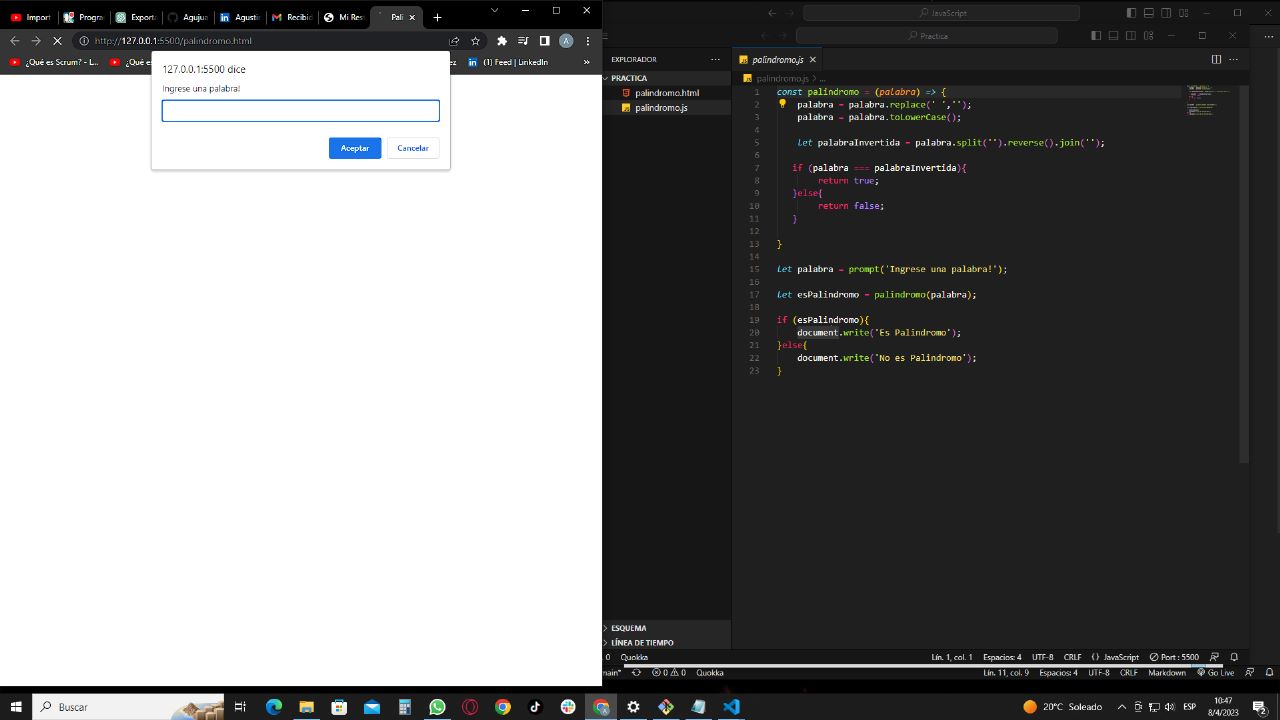 Import
Progra
Exporta
Agujua
Agustin
Recibid
Mi Res
Pali
http://127.0.0.1:5500/palindromo.html
A
¿Qué es Scrum? - L...
¿Qué es
ez
(1) Feed | LinkedIn
»
127.0.0.1:5500 dice
Ingrese una palabra!
Aceptar
Cancelar
JavaScript
Practica
EXPLORADOR
PRACTICA
palindromo.html
palindromo.js
JS palindromo.js
JS palindromo.js > ...
1 const palindromo = (palabra) => {
2 palabra = palabra.replace(' ','');
3 palabra = palabra.toLowerCase();
4
5 let palabraInvertida = palabra.split('').reverse().join('');
6
7 if (palabra === palabraInvertida){
8 return true;
9 }else{
10 return false;
11 }
12
13 }
14
15 let palabra = prompt('Ingrese una palabra!');
16
17 let esPalindromo = palindromo(palabra);
18
19 if (esPalindromo){
20 document.write('Es Palindromo');
21 }else{
22 document.write('No es Palindromo');
23 }
ESQUEMA
LÍNEA DE TIEMPO
0 Quokka
Lín. 1, col. 1 Espacios: 4 UTF-8 CRLF {} JavaScript Port : 5500
main* 0 0 Quokka
Lín. 11, col. 9 Espacios: 4 UTF-8 CRLF Markdown Go Live
Buscar
20°C Soleado
ESP
10:47
8/4/2023
2